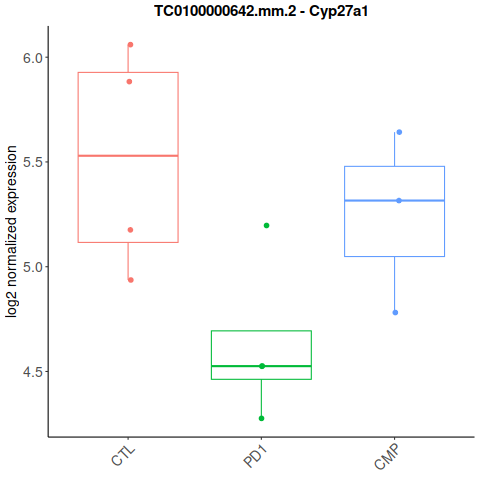 TC0100000642.mm.2 - Cyp27a1
log2 normalized expression
6.0
5.5
5.0
4.5
CTL
PD1
CMP